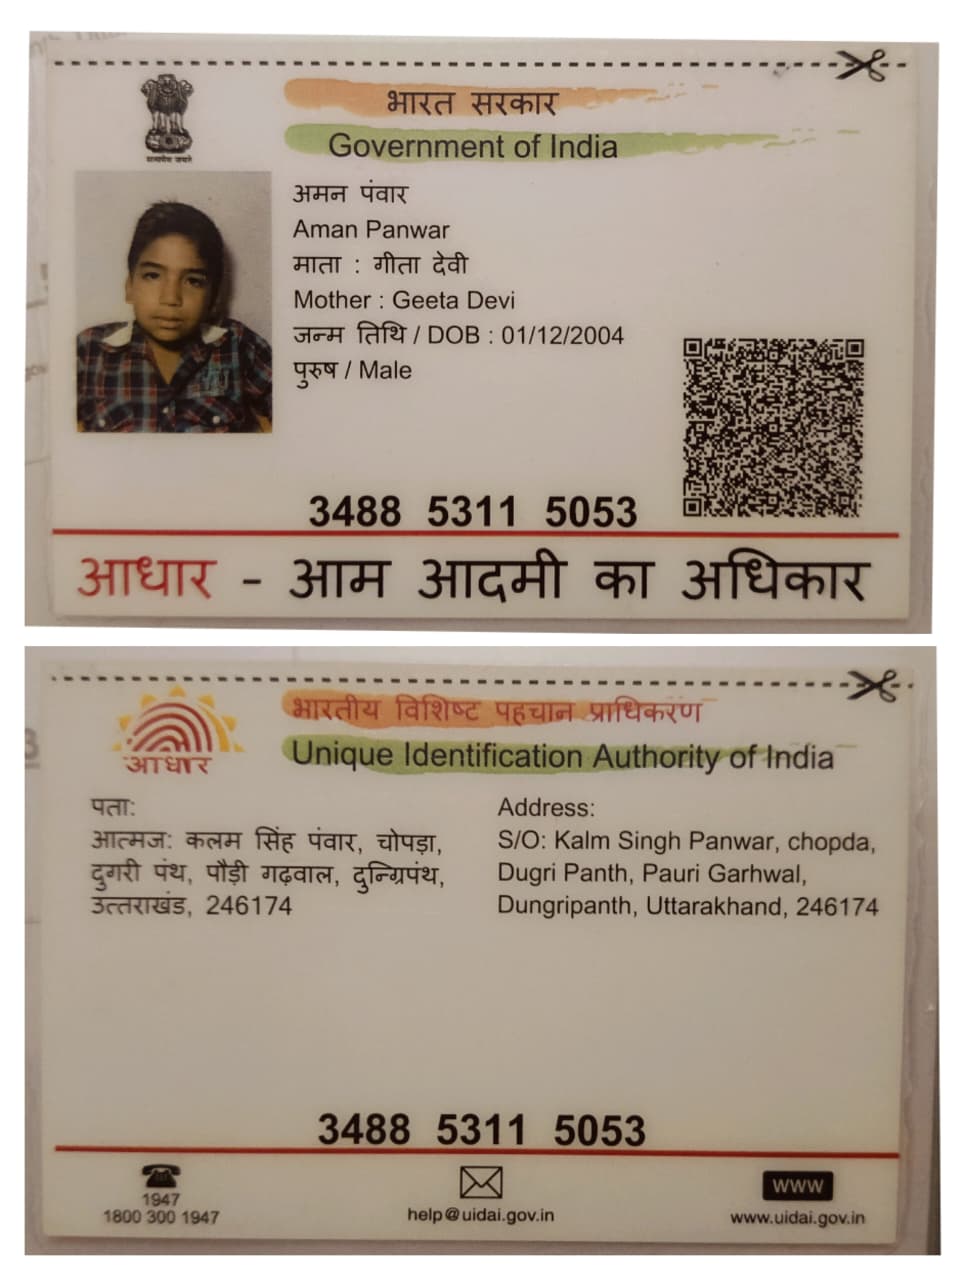 भारत सरकार
Government of India
सत्यमेव जयते
अमन पंवार
Aman Panwar
माता : गीता देवी
Mother : Geeta Devi
जन्म तिथि / DOB : 01/12/2004
पुरुष / Male
3488 5311 5053
आधार - आम आदमी का अधिकार
भारतीय विशिष्ट पहचान प्राधिकरण
Unique Identification Authority of India
आधार
पता:
आत्मज: कलम सिंह पंवार, चोपड़ा,
दुगरी पंथ, पौड़ी गढ़वाल, दुन्ग्रिपंथ,
उत्तराखंड, 246174
Address:
S/O: Kalm Singh Panwar, chopda,
Dugri Panth, Pauri Garhwal,
Dungripanth, Uttarakhand, 246174
3488 5311 5053
1947
1800 300 1947
help@uidai.gov.in
WWW
www.uidai.gov.in